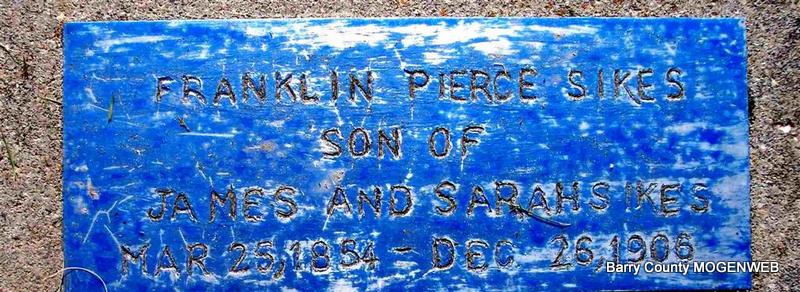 FRANKLIN PIERCE SIKES
SON OF
JAMES AND SARAH SIKES
MAR 25, 1854 - DEC 26, 1906
Barry County MOGENWEB